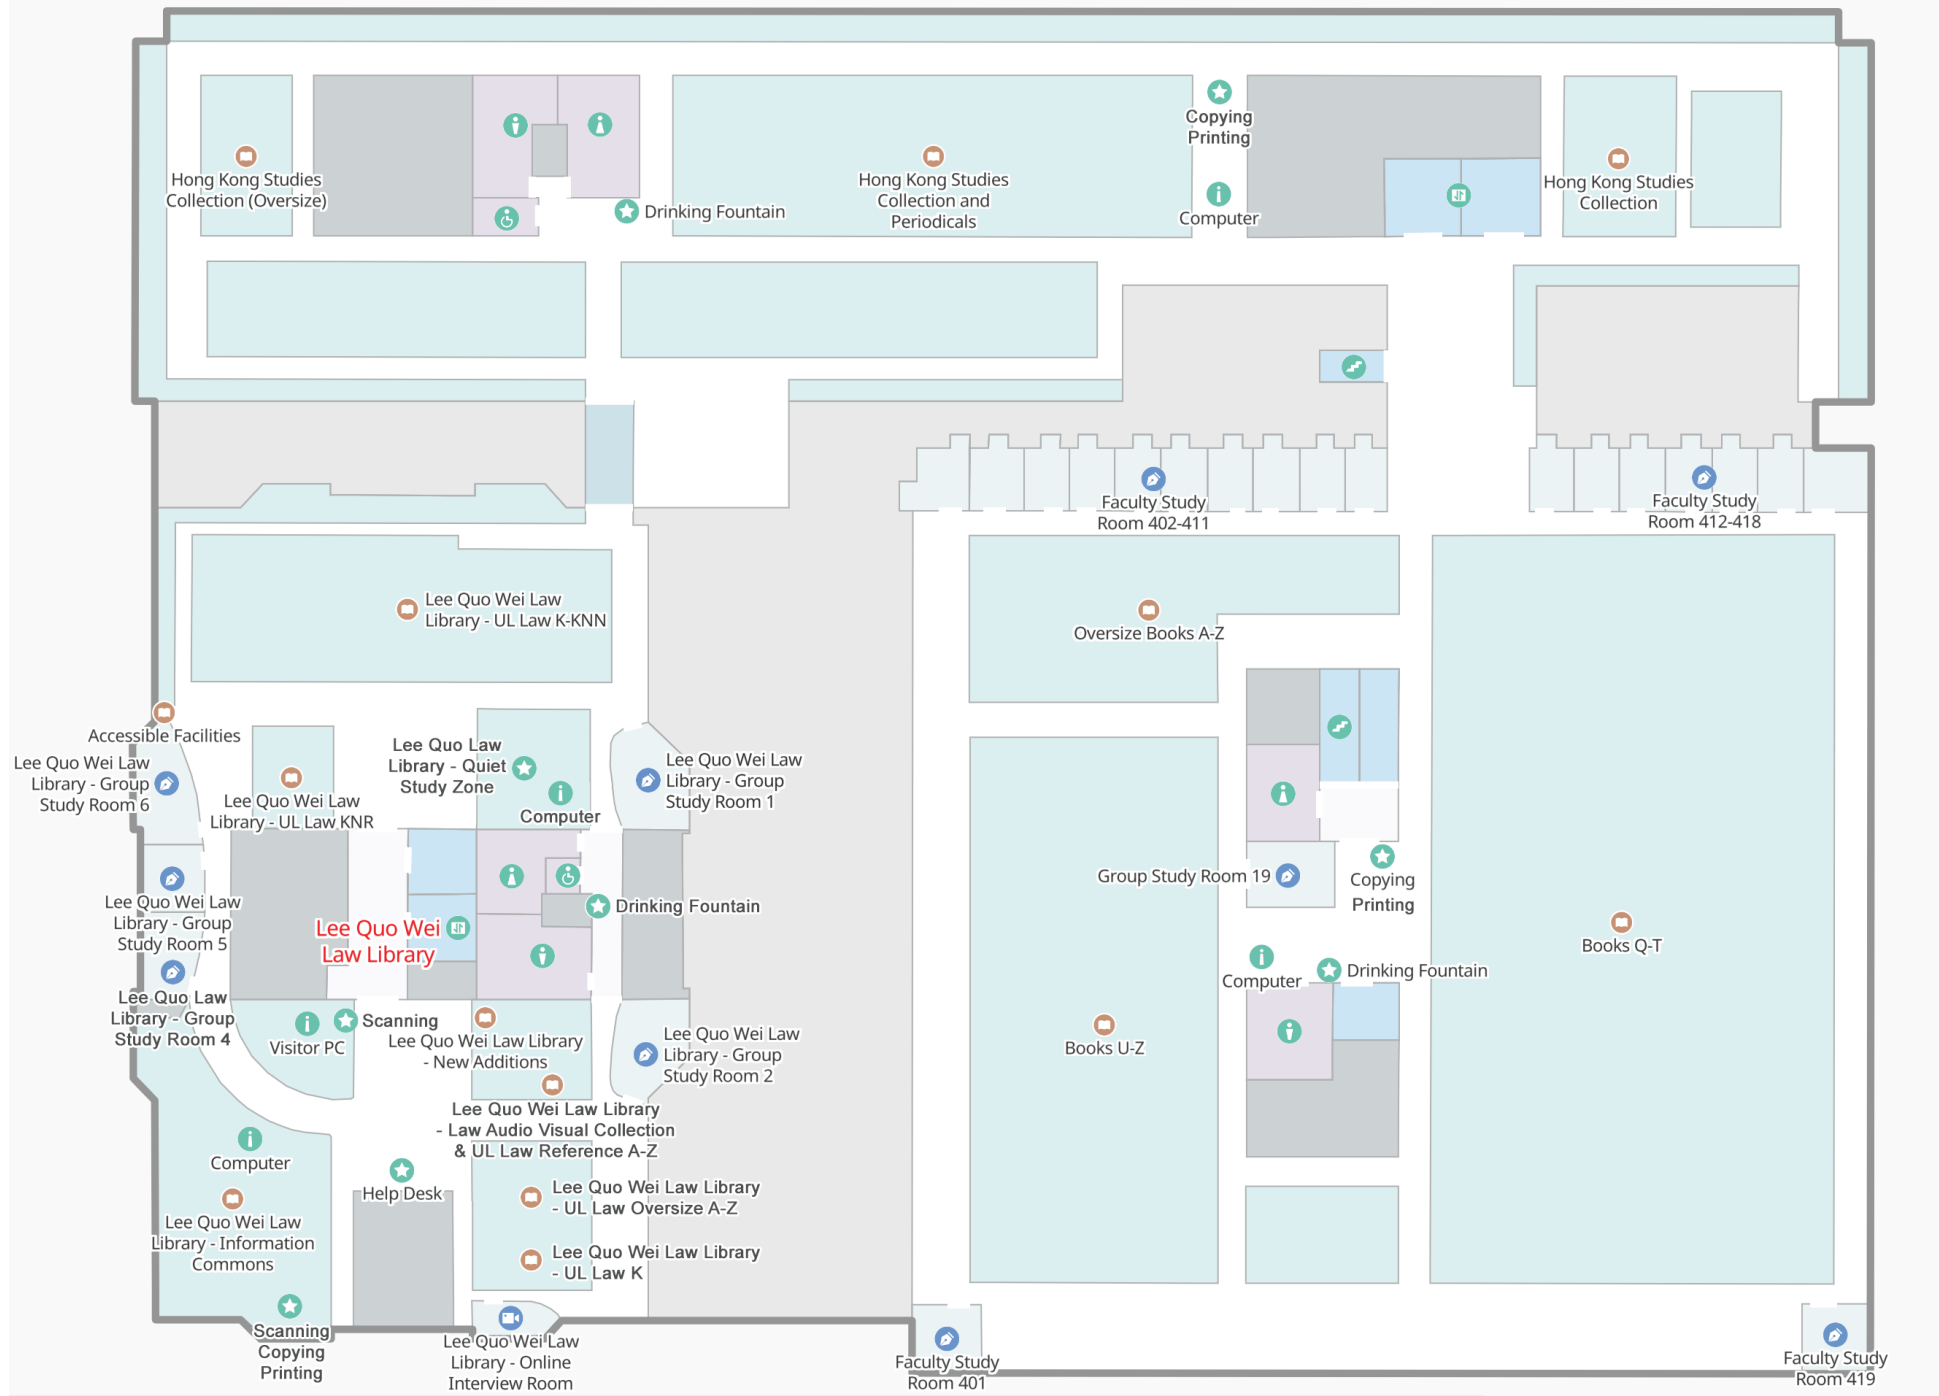 Hong Kong Studies
Collection (Oversize)
Drinking Fountain
Hong Kong Studies
Collection and
Periodicals
Copying
Printing
Computer
Hong Kong Studies
Collection
Faculty Study
Room 402-411
Faculty Study
Room 412-418
Lee Quo Wei Law
Library - UL Law K-KNN
Oversize Books A-Z
Accessible Facilities
Lee Quo Wei Law
Library - Group
Study Room 6
Lee Quo Wei Law
Library - UL Law KNR
Lee Quo Law
Library - Quiet
Study Zone
Computer
Lee Quo Wei Law
Library - Group
Study Room 1
Lee Quo Wei Law
Library - Group
Study Room 5
Lee Quo Wei
Law Library
Drinking Fountain
Group Study Room 19
Copying
Printing
Books Q-T
Computer
Drinking Fountain
Lee Quo Law
Library - Group
Study Room 4
Visitor PC
Scanning
Lee Quo Wei Law Library
- New Additions
Lee Quo Wei Law
Library - Group
Study Room 2
Books U-Z
Lee Quo Wei Law Library
- Law Audio Visual Collection
& UL Law Reference A-Z
Computer
Help Desk
Lee Quo Wei Law Library
- UL Law Oversize A-Z
Lee Quo Wei Law
Library - Information
Commons
Lee Quo Wei Law Library
- UL Law K
Scanning
Copying
Printing
Lee Quo Wei Law
Library - Online
Interview Room
Faculty Study
Room 401
Faculty Study
Room 419